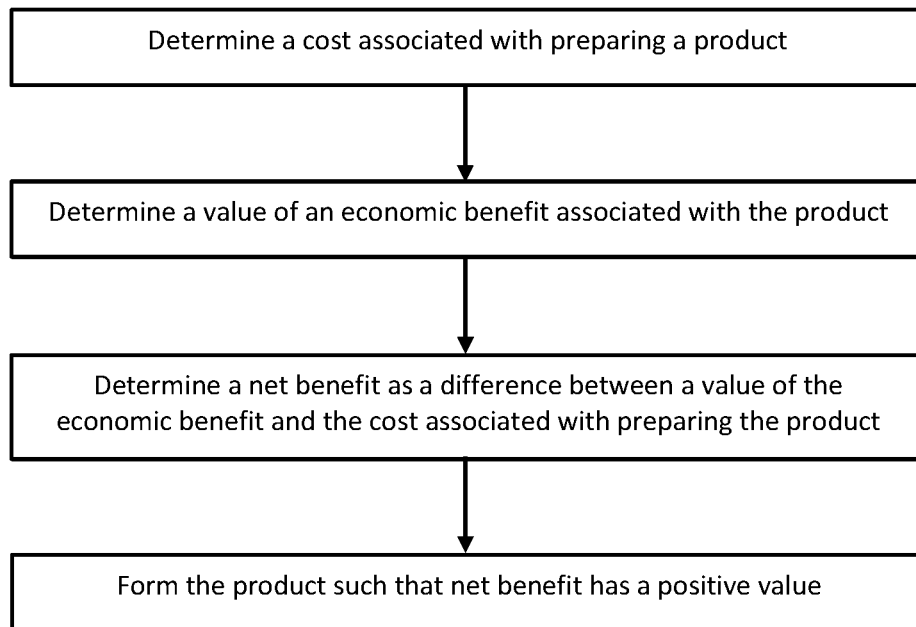 Determine a cost associated with preparing a product
Determine a value of an economic benefit associated with the product
Determine a net benefit as a difference between a value of the
economic benefit and the cost associated with preparing the product
Form the product such that net benefit has a positive value